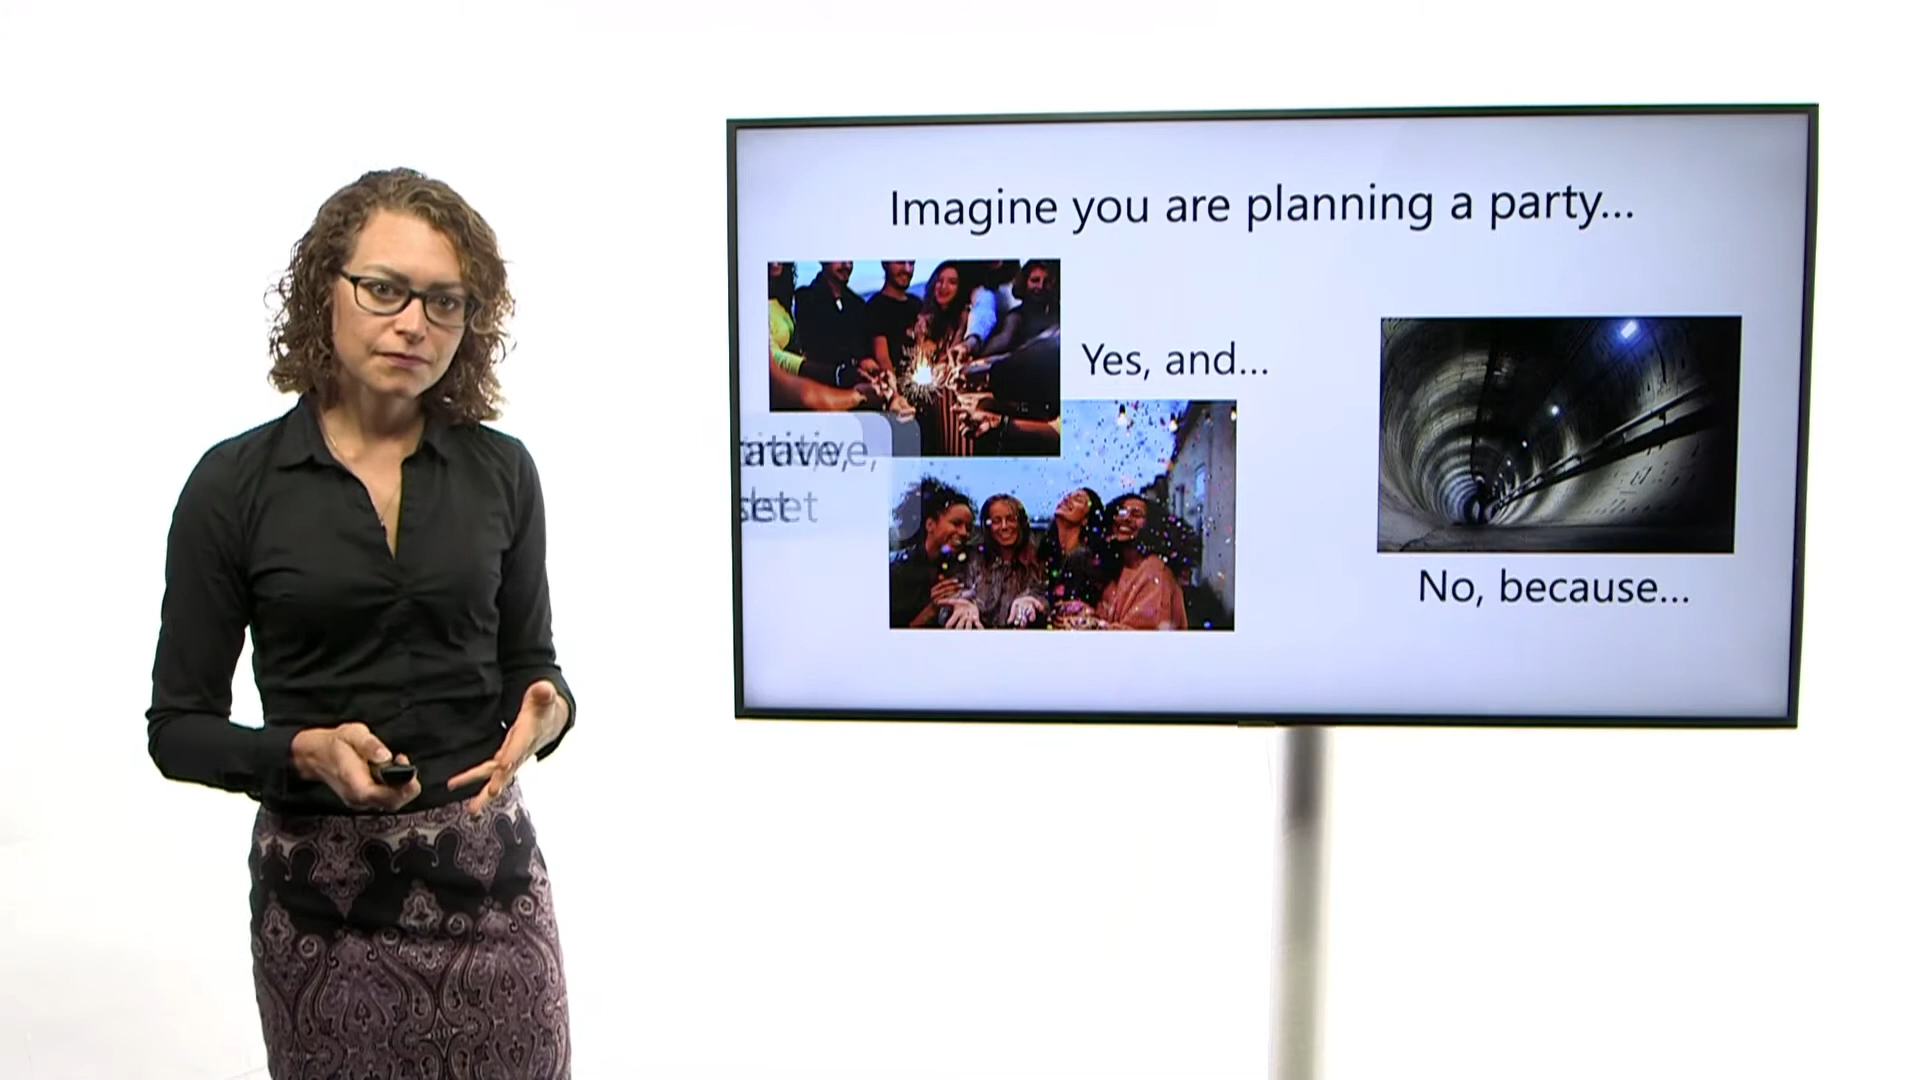 Imagine you are planning a party...
Yes, and...
No, because...